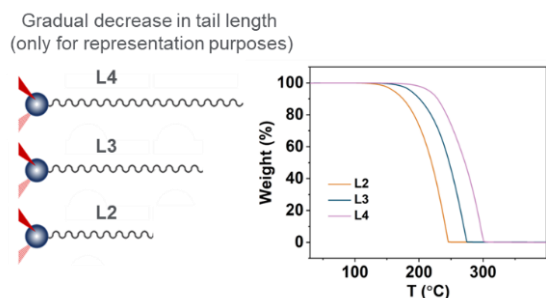 Gradual decrease in tail length
(only for representation purposes)
L4
L3
L2
Weight (%)
100
80
60
40
20
0
L2
L3
L4
100
200
300
T (°C)